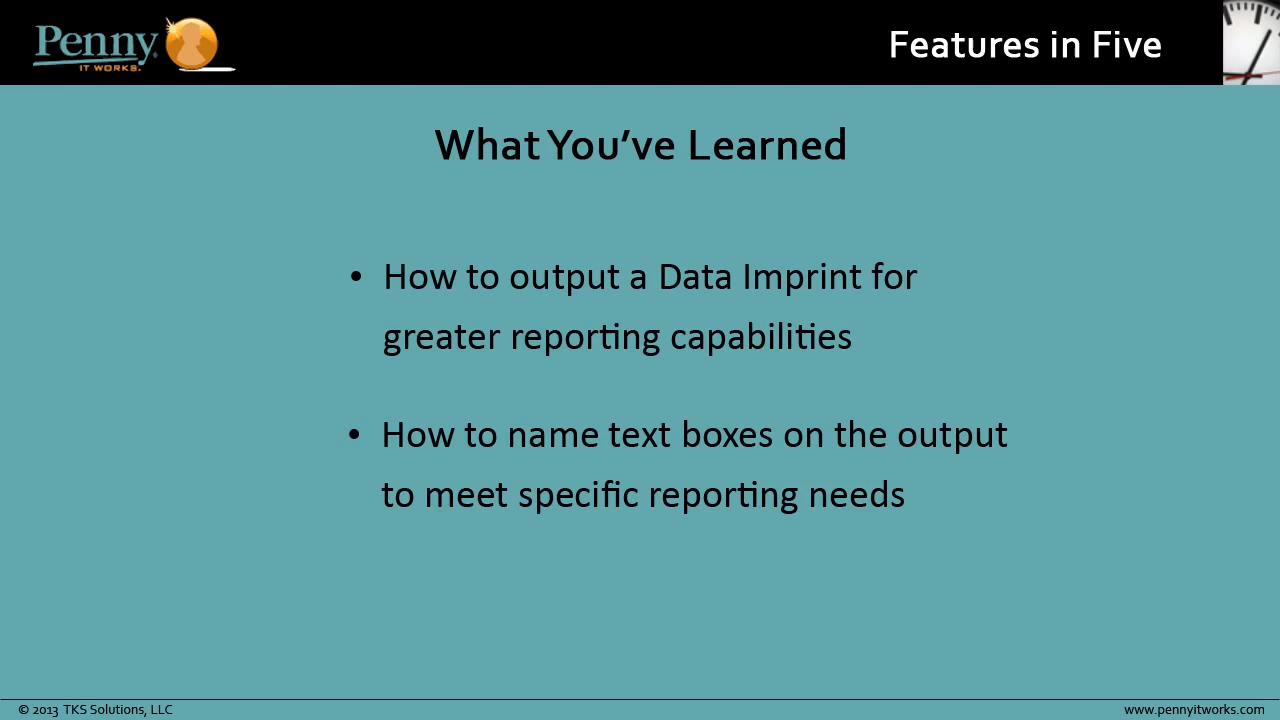 Penny
IT WORKS.
Features in Five
What You've Learned
• How to output a Data Imprint for
greater reporting capabilities
• How to name text boxes on the output
to meet specific reporting needs
© 2013 TKS Solutions, LLC
www.pennyitworks.com